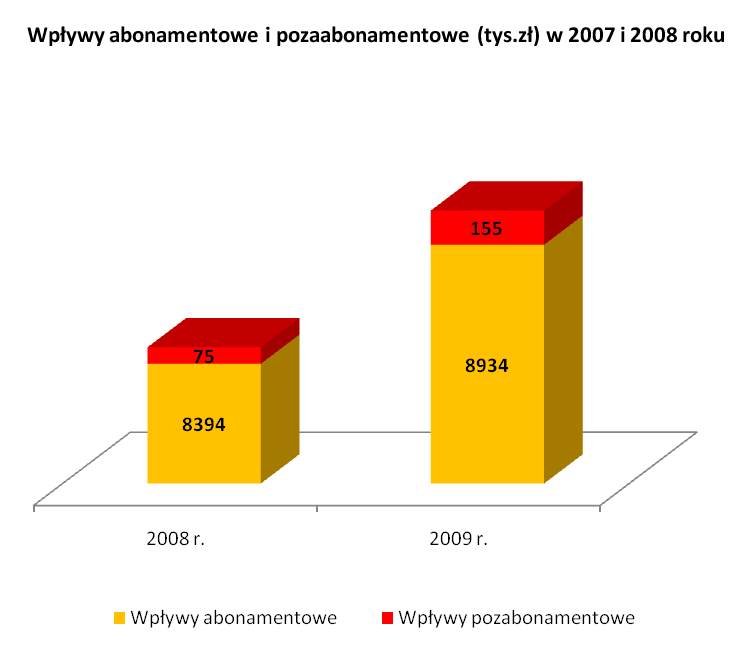 Wpływy abonamentowe i pozaabonamentowe (tys.zł) w 2007 i 2008 roku
155
8934
75
8394
2008 r.
2009 r.
Wpływy abonamentowe
Wpływy pozabonamentowe